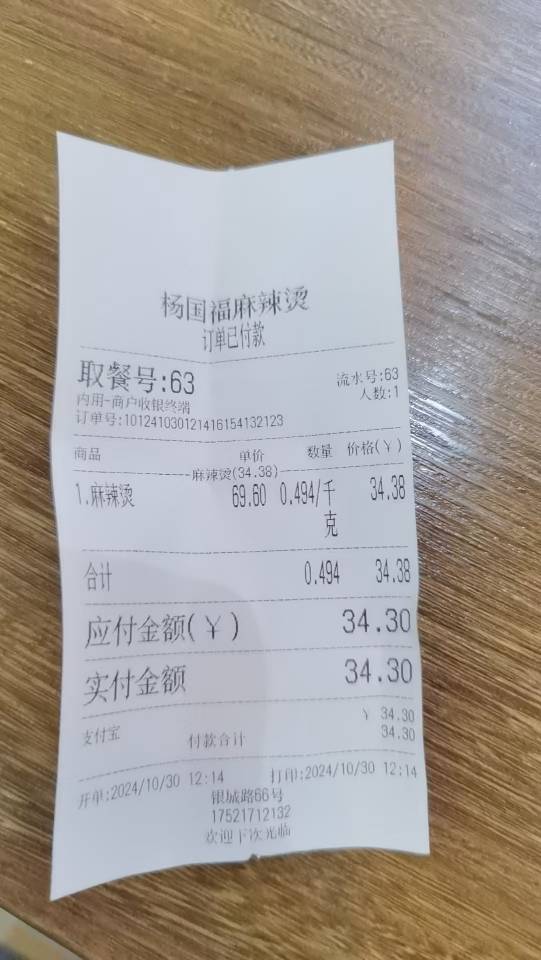 杨国福麻辣烫
订单已付款
取餐号:63
流水号:63
内用-商户收银终端
人数:1
订单号:101241030121416154132123
商品 单价 数量 价格(￥)
麻辣烫(34.38)
1.麻辣烫 69.60 0.494/千克 34.38
合计 0.494 34.38
应付金额(￥) 34.30
实付金额 34.30
支付宝 ￥ 34.30
付款合计 34.30
开单:2024/10/30 12:14 打印:2024/10/30 12:14
银城路66号
17521712132
欢迎下次光临